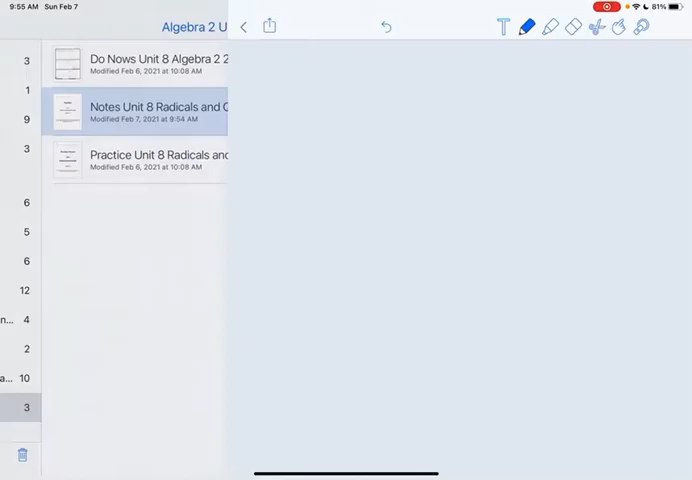 9:55 AM Sun Feb 7
81%
Algebra 2 U
3
Do Nows Unit 8 Algebra 2 2
Modified Feb 6, 2021 at 10:08 AM
1
Notes Unit 8 Radicals and
Modified Feb 7, 2021 at 9:54 AM
9
3
Practice Unit 8 Radicals and
Modified Feb 6, 2021 at 10:08 AM
6
5
6
12
n... 4
2
a... 10
3
T